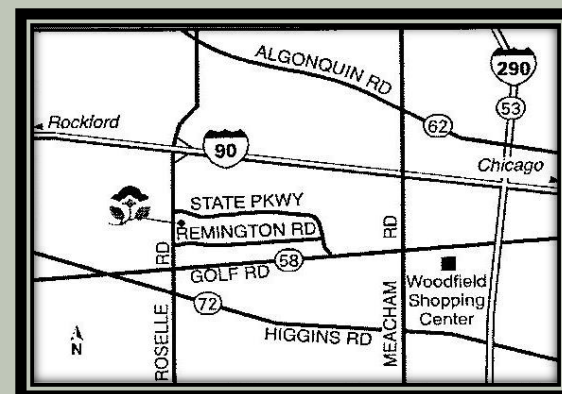 ALGONQUIN RD
290
53
Rockford
62
90
Chicago
STATE PKWY
REMINGTON RD
RD
RD
58
GOLF RD
Woodfield
Shopping
Center
72
N
HIGGINS RD
ROSELLE
MEACHAM